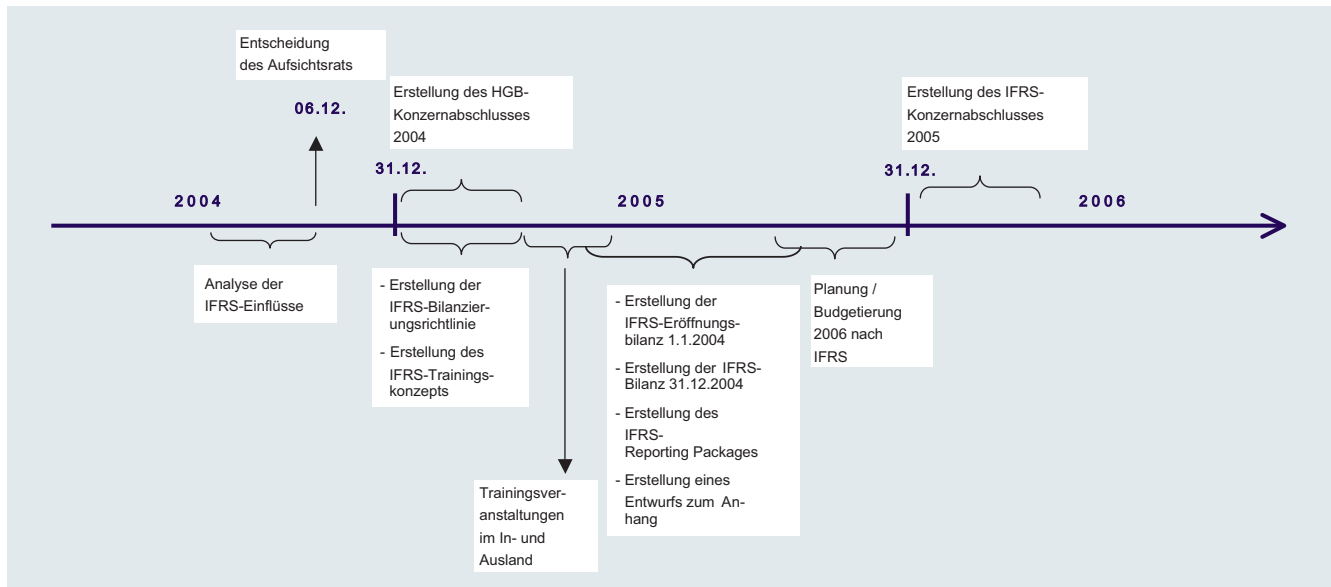 Entscheidung
des Aufsichtsrats
06.12.
Erstellung des HGB-
Konzernabschlusses
2004
Erstellung des IFRS-
Konzernabschlusses
2005
31.12.
31.12.
2004
2005
2006
Analyse der
IFRS-Einflüsse
- Erstellung der
IFRS-Bilanzier-
ungsrichtlinie
- Erstellung des
IFRS-Trainings-
konzepts
Trainingsver-
anstaltungen
im In- und
Ausland
- Erstellung der
IFRS-Eröffnungs-
bilanz 1.1.2004
- Erstellung der IFRS-
Bilanz 31.12.2004
- Erstellung des
IFRS-
Reporting Packages
- Erstellung eines
Entwurfs zum An-
hang
Planung /
Budgetierung
2006 nach
IFRS